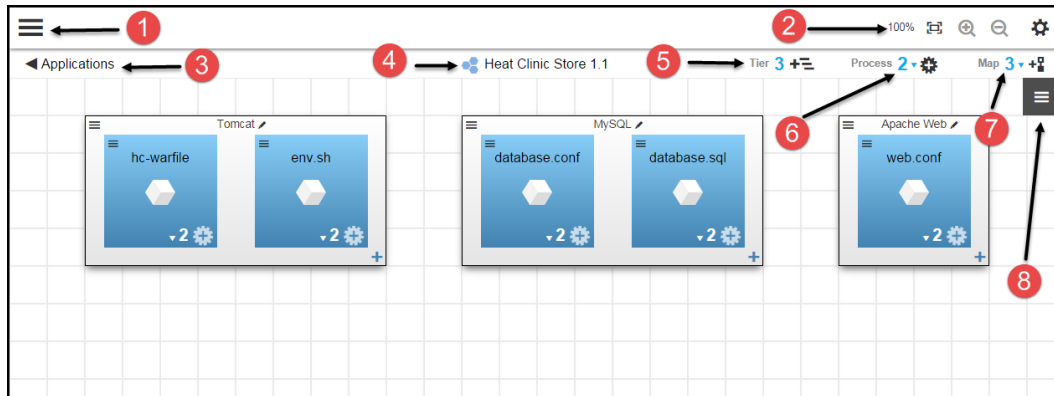 1
2
100%
3
Applications
4
Heat Clinic Store 1.1
5
Tier 3
Process 2
Map 3
6
7
8
Tomcat
hc-warfile
2
env.sh
2
MySQL
database.conf
2
database.sql
2
Apache Web
web.conf
2